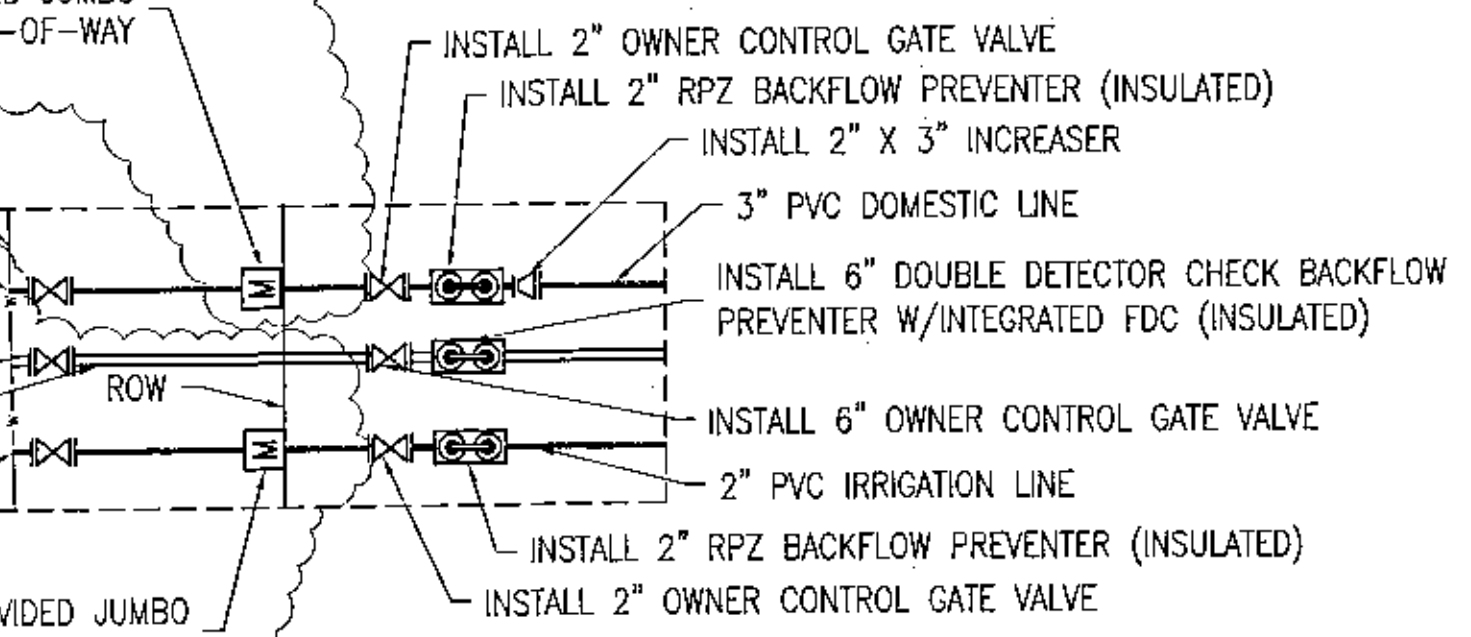 JUMBO
-OF-WAY
INSTALL 2" OWNER CONTROL GATE VALVE
INSTALL 2" RPZ BACKFLOW PREVENTER (INSULATED)
INSTALL 2" X 3" INCREASER
3" PVC DOMESTIC LINE
M
INSTALL 6" DOUBLE DETECTOR CHECK BACKFLOW
PREVENTER W/INTEGRATED FDC (INSULATED)
ROW
INSTALL 6" OWNER CONTROL GATE VALVE
M
2" PVC IRRIGATION LINE
INSTALL 2" RPZ BACKFLOW PREVENTER (INSULATED)
INSTALL 2" OWNER CONTROL GATE VALVE
VIDED JUMBO